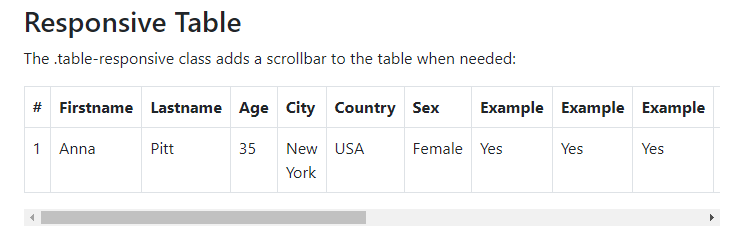 Responsive Table
The .table-responsive class adds a scrollbar to the table when needed:
# Firstname Lastname Age City Country Sex Example Example Example
1 Anna Pitt 35 New York USA Female Yes Yes Yes